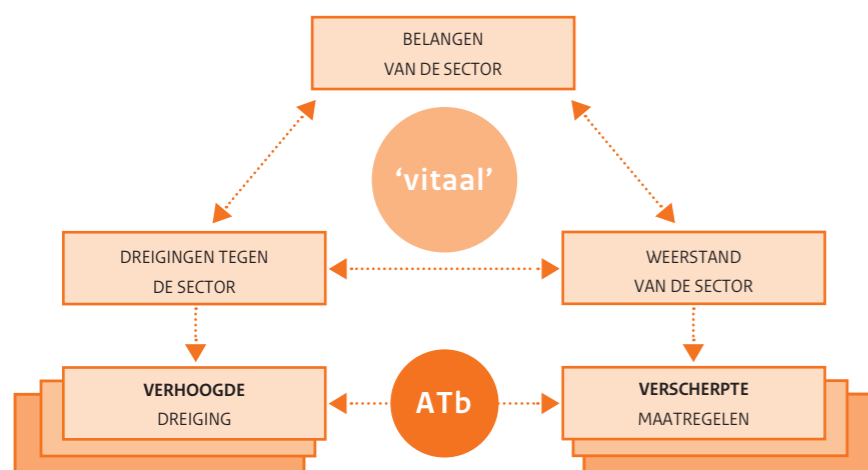 BELANGEN
VAN DE SECTOR
‘vitaal’
DREIGINGEN TEGEN
DE SECTOR
WEERSTAND
VAN DE SECTOR
VERHOOGDE
DREIGING
ATb
VERSCHERPTE
MAATREGELEN